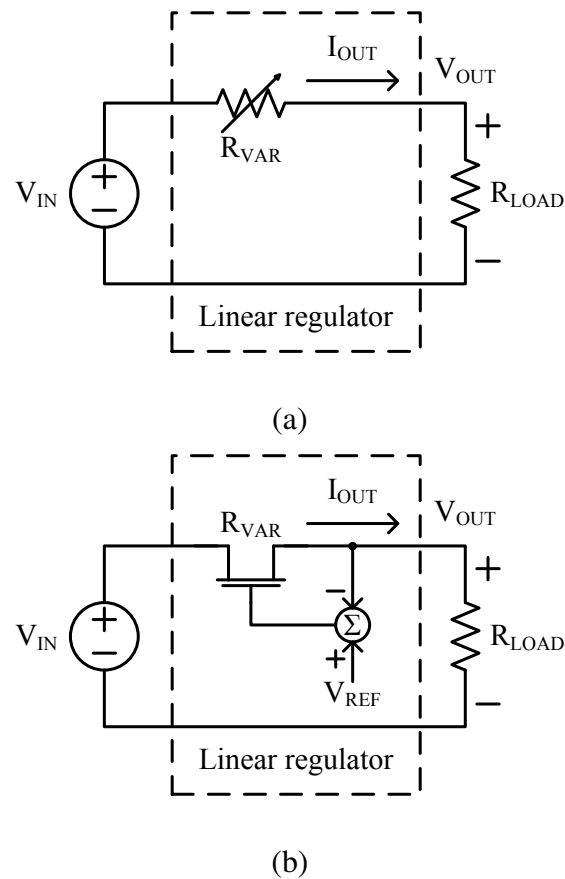 I_OUT
V_OUT
R_VAR
+
+
V_IN
−
R_LOAD
−
Linear regulator
(a)
I_OUT
V_OUT
R_VAR
+
−
+
Σ
V_IN
−
R_LOAD
+
V_REF
−
Linear regulator
(b)